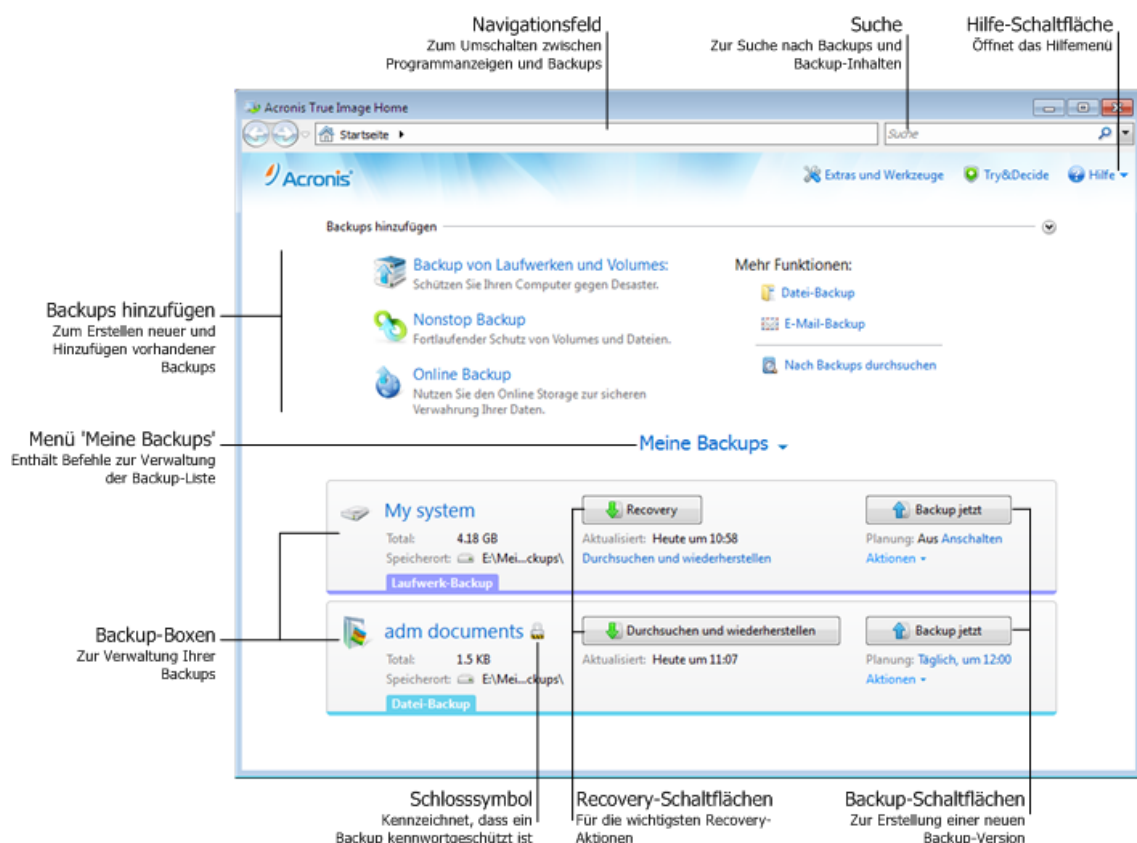 Navigationsfeld
Zum Umschalten zwischen
Programmanzeigen und Backups
Suche
Zur Suche nach Backups und
Backup-Inhalten
Hilfe-Schaltfläche
Öffnet das Hilfemenü
Acronis True Image Home
Startseite
Suche
Acronis
Extras und Werkzeuge
Try&Decide
Hilfe
Backups hinzufügen
Backup von Laufwerken und Volumes:
Schützen Sie Ihren Computer gegen Desaster.
Nonstop Backup
Fortlaufender Schutz von Volumes und Dateien.
Online Backup
Nutzen Sie den Online Storage zur sicheren
Verwahrung Ihrer Daten.
Mehr Funktionen:
Datei-Backup
E-Mail-Backup
Nach Backups durchsuchen
Backups hinzufügen
Zum Erstellen neuer und
Hinzufügen vorhandener
Backups
Menü 'Meine Backups'
Enthält Befehle zur Verwaltung
der Backup-Liste
Meine Backups
My system
Total: 4.18 GB
Speicherort: E:\Mei...ckups\
Laufwerk-Backup
Recovery
Aktualisiert: Heute um 10:58
Durchsuchen und wiederherstellen
Backup jetzt
Planung: Aus Anschalten
Aktionen
Backup-Boxen
Zur Verwaltung Ihrer
Backups
adm documents
Total: 1.5 KB
Speicherort: E:\Mei...ckups\
Datei-Backup
Durchsuchen und wiederherstellen
Aktualisiert: Heute um 11:07
Backup jetzt
Planung: Täglich, um 12:00
Aktionen
Schlosssymbol
Kennzeichnet, dass ein
Backup kennwortgeschützt ist
Recovery-Schaltflächen
Für die wichtigsten Recovery-
Aktionen
Backup-Schaltflächen
Zur Erstellung einer neuen
Backup-Version